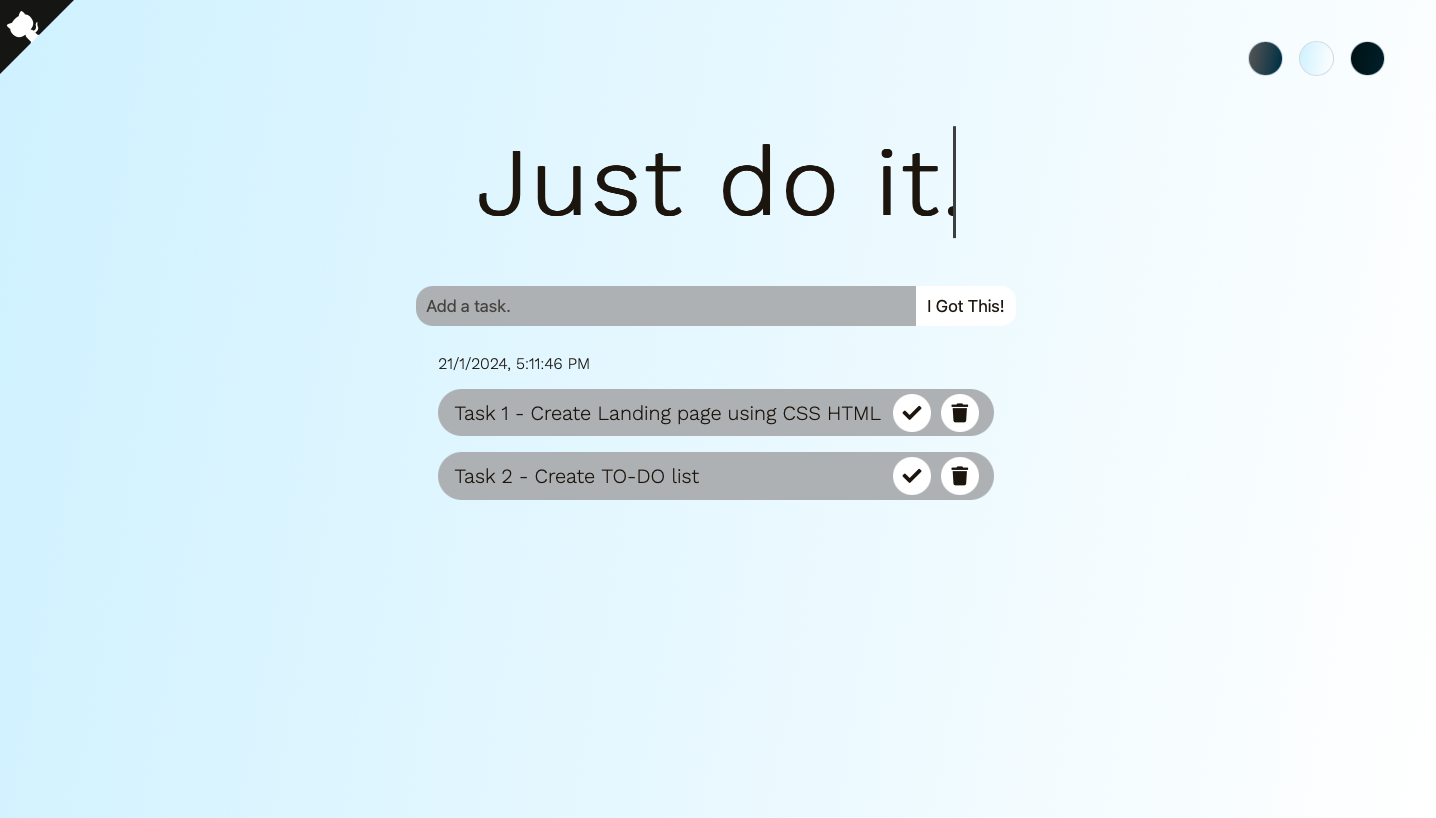 Just do it.
Add a task.
I Got This!
21/1/2024, 5:11:46 PM
Task 1 - Create Landing page using CSS HTML
Task 2 - Create TO-DO list